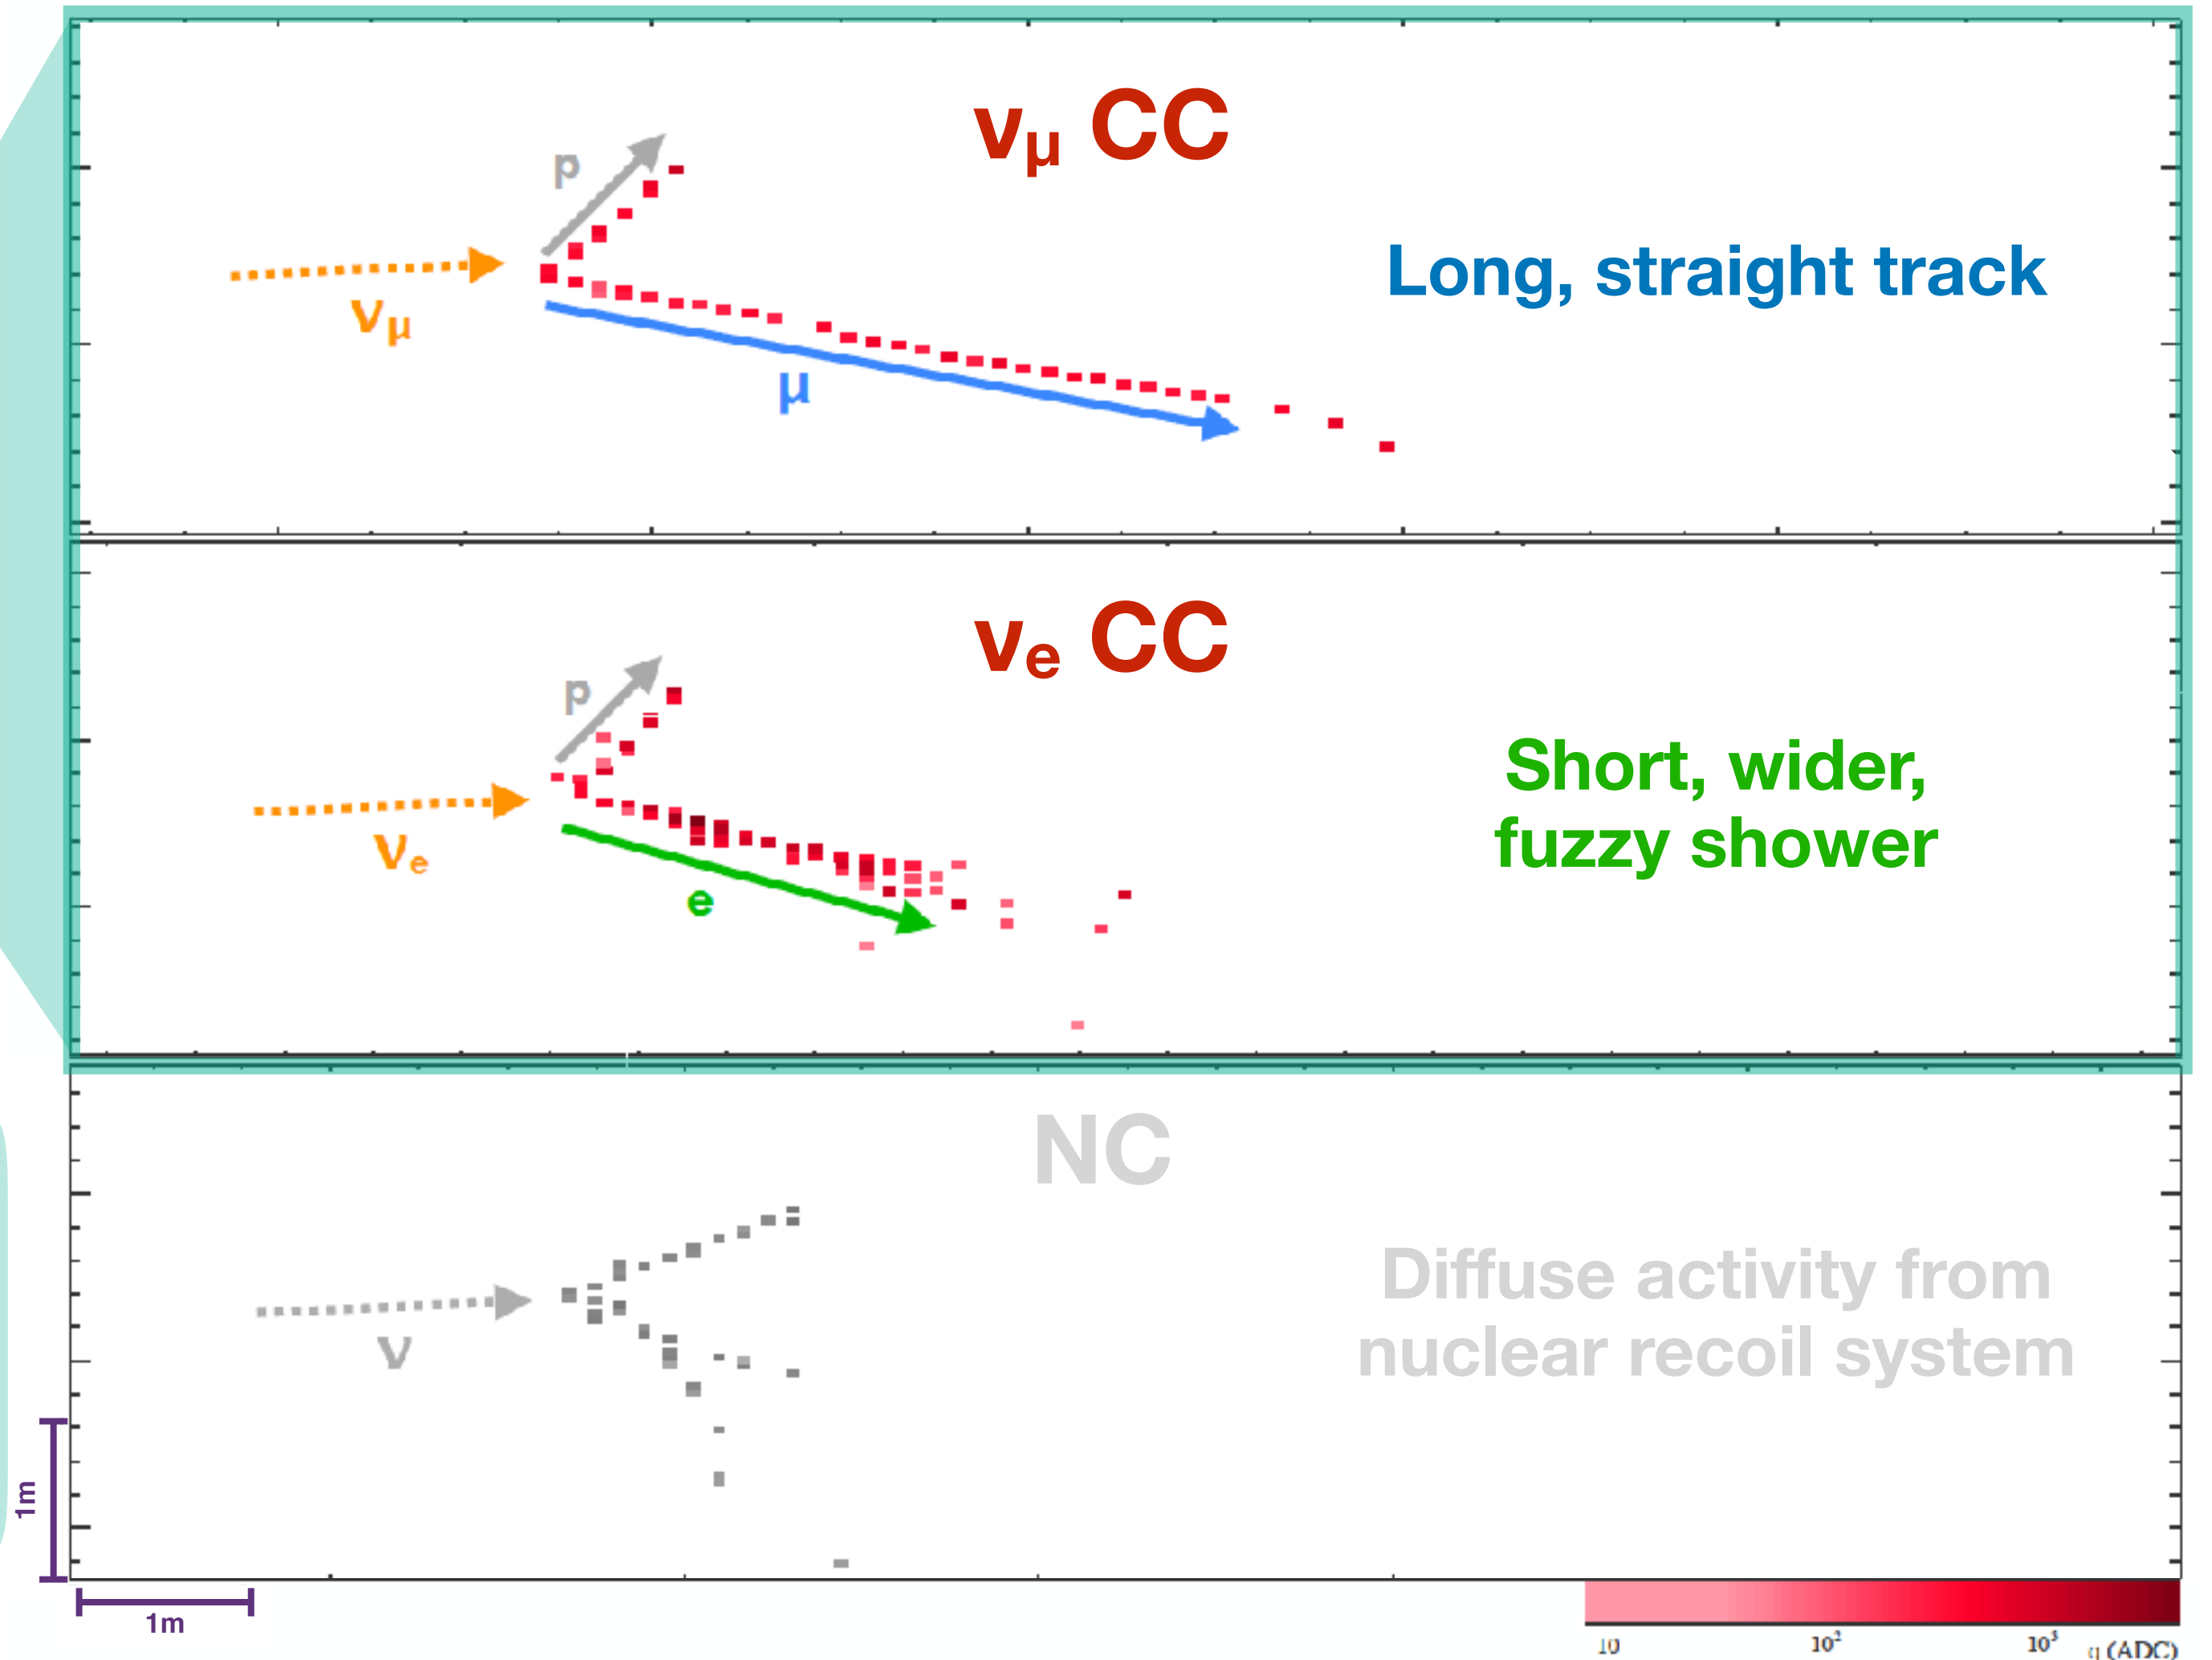 νμ CC
p
Long, straight track
νμ
μ
νe CC
p
Short, wider,
fuzzy shower
νe
e
NC
Diffuse activity from
nuclear recoil system
ν
1m
1m
10 10² 10³ q (ADC)